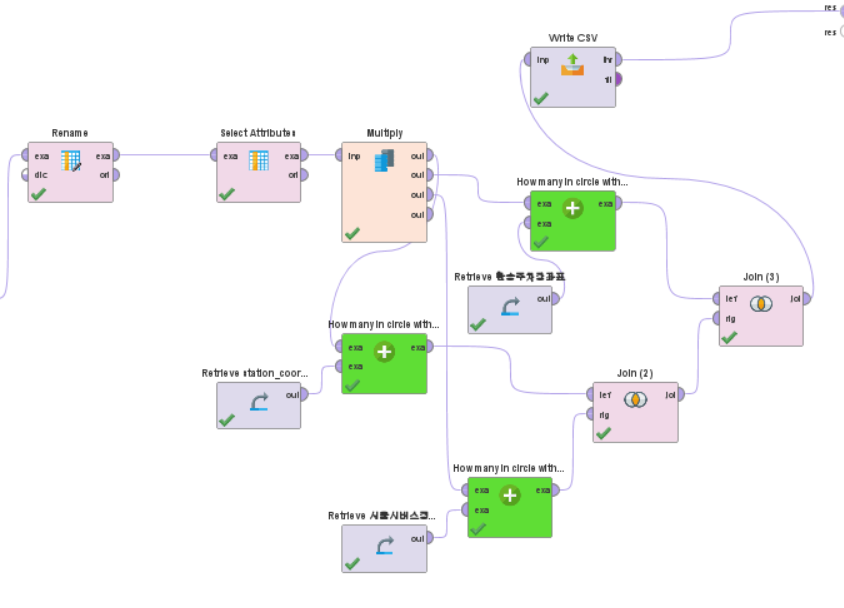 res
res
Write CSV
inp
thr
fil
Rename
exa
exa
dic
ori
Select Attributes
exa
exa
ori
Multiply
inp
out
out
out
out
How many in circle with...
exa
exa
exa
Retrieve
out
Join (3)
lef
joi
rig
How many in circle with...
exa
exa
exa
Retrieve station_coor...
out
Join (2)
lef
joi
rig
How many in circle with...
exa
exa
exa
Retrieve
out